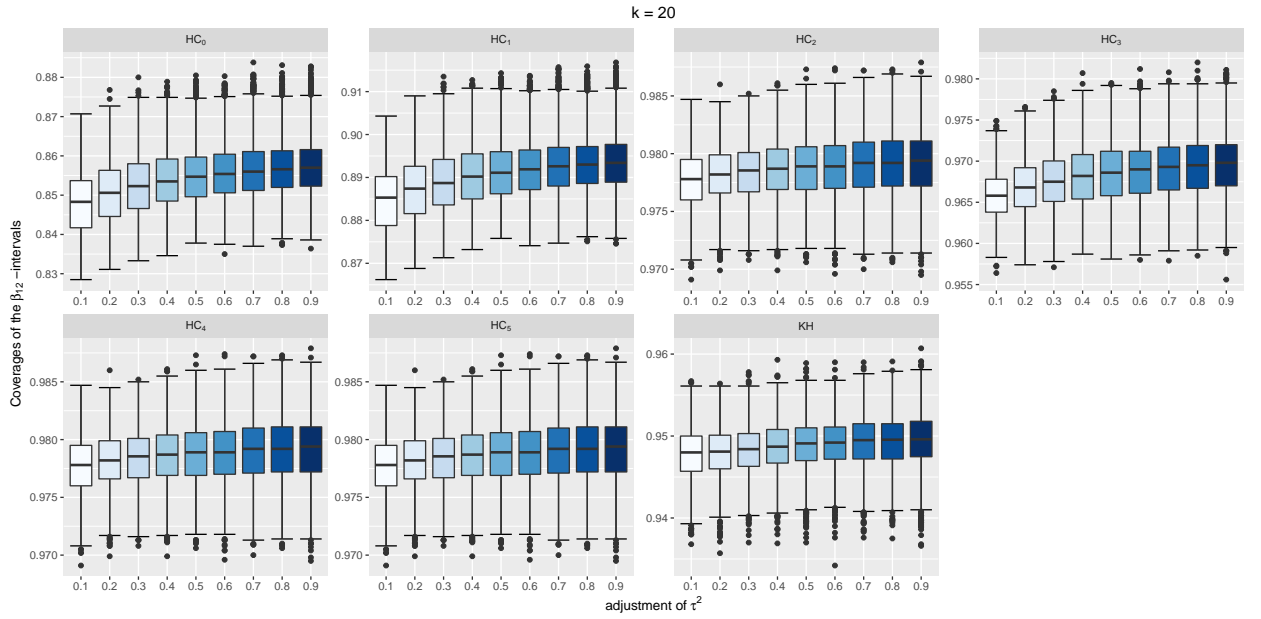 k = 20
HC₀ HC₁ HC₂ HC₃
0.88 0.91 0.985 0.980
0.87 0.90 0.980 0.975
0.86 0.89 0.975 0.970
0.85 0.88 0.970 0.965
0.84 0.87 0.960
0.83 0.955
0.1 0.2 0.3 0.4 0.5 0.6 0.7 0.8 0.9 0.1 0.2 0.3 0.4 0.5 0.6 0.7 0.8 0.9 0.1 0.2 0.3 0.4 0.5 0.6 0.7 0.8 0.9 0.1 0.2 0.3 0.4 0.5 0.6 0.7 0.8 0.9
Coverages of the β₁₂ −intervals
HC₄ HC₅ KH
0.985 0.985 0.96
0.980 0.980 0.95
0.975 0.975 0.94
0.970 0.970
0.1 0.2 0.3 0.4 0.5 0.6 0.7 0.8 0.9 0.1 0.2 0.3 0.4 0.5 0.6 0.7 0.8 0.9 0.1 0.2 0.3 0.4 0.5 0.6 0.7 0.8 0.9
adjustment of τ²